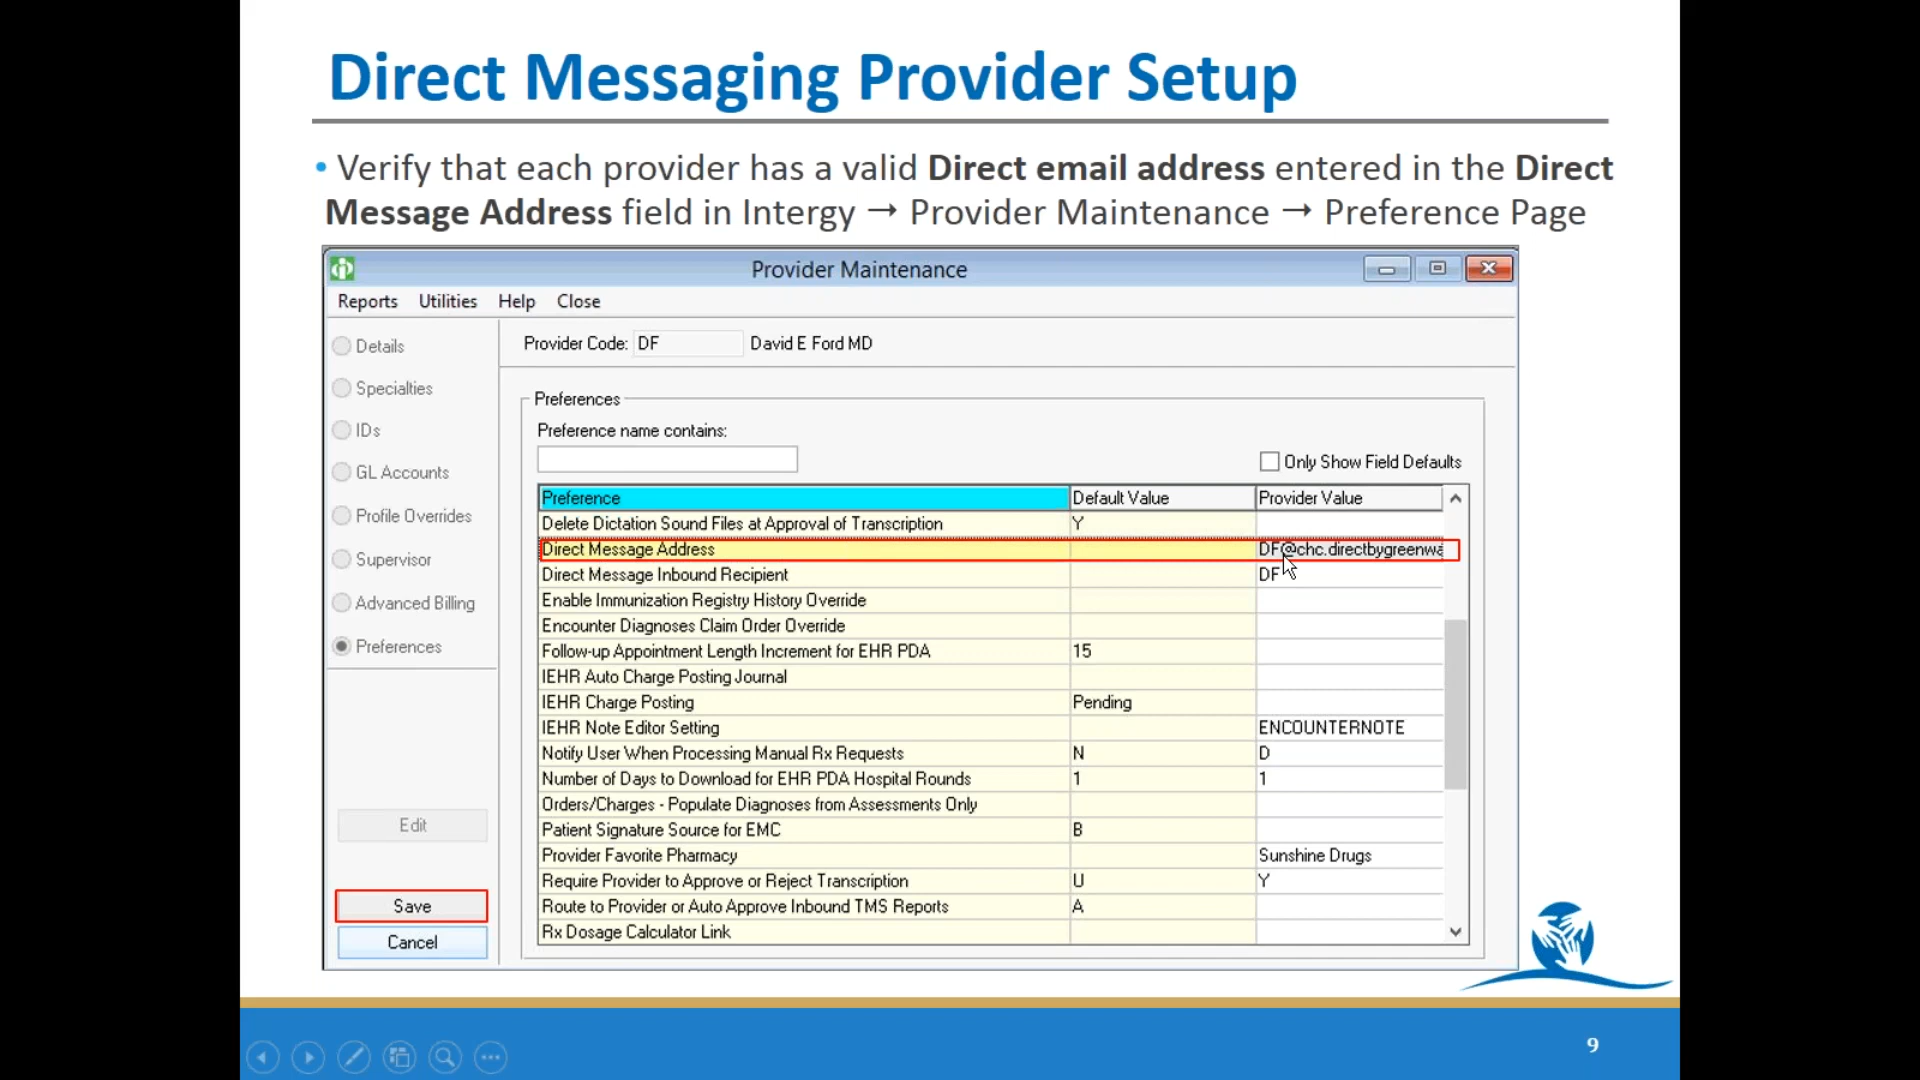 Direct Messaging Provider Setup
• Verify that each provider has a valid Direct email address entered in the Direct
Message Address field in Intergy → Provider Maintenance → Preference Page
Provider Maintenance
Reports Utilities Help Close
Details
Specialties
IDs
GL Accounts
Profile Overrides
Supervisor
Advanced Billing
Preferences
Edit
Save
Cancel
Provider Code: DF David E Ford MD
Preferences
Preference name contains:
Only Show Field Defaults
Preference Default Value Provider Value
Delete Dictation Sound Files at Approval of Transcription Y
Direct Message Address DF@chc.directbygreenwa
Direct Message Inbound Recipient DF
Enable Immunization Registry History Override
Encounter Diagnoses Claim Order Override
Follow-up Appointment Length Increment for EHR PDA 15
IEHR Auto Charge Posting Journal
IEHR Charge Posting Pending
IEHR Note Editor Setting ENCOUNTERNOTE
Notify User When Processing Manual Rx Requests N D
Number of Days to Download for EHR PDA Hospital Rounds 1 1
Orders/Charges - Populate Diagnoses from Assessments Only
Patient Signature Source for EMC B
Provider Favorite Pharmacy Sunshine Drugs
Require Provider to Approve or Reject Transcription U Y
Route to Provider or Auto Approve Inbound TMS Reports A
Rx Dosage Calculator Link
9